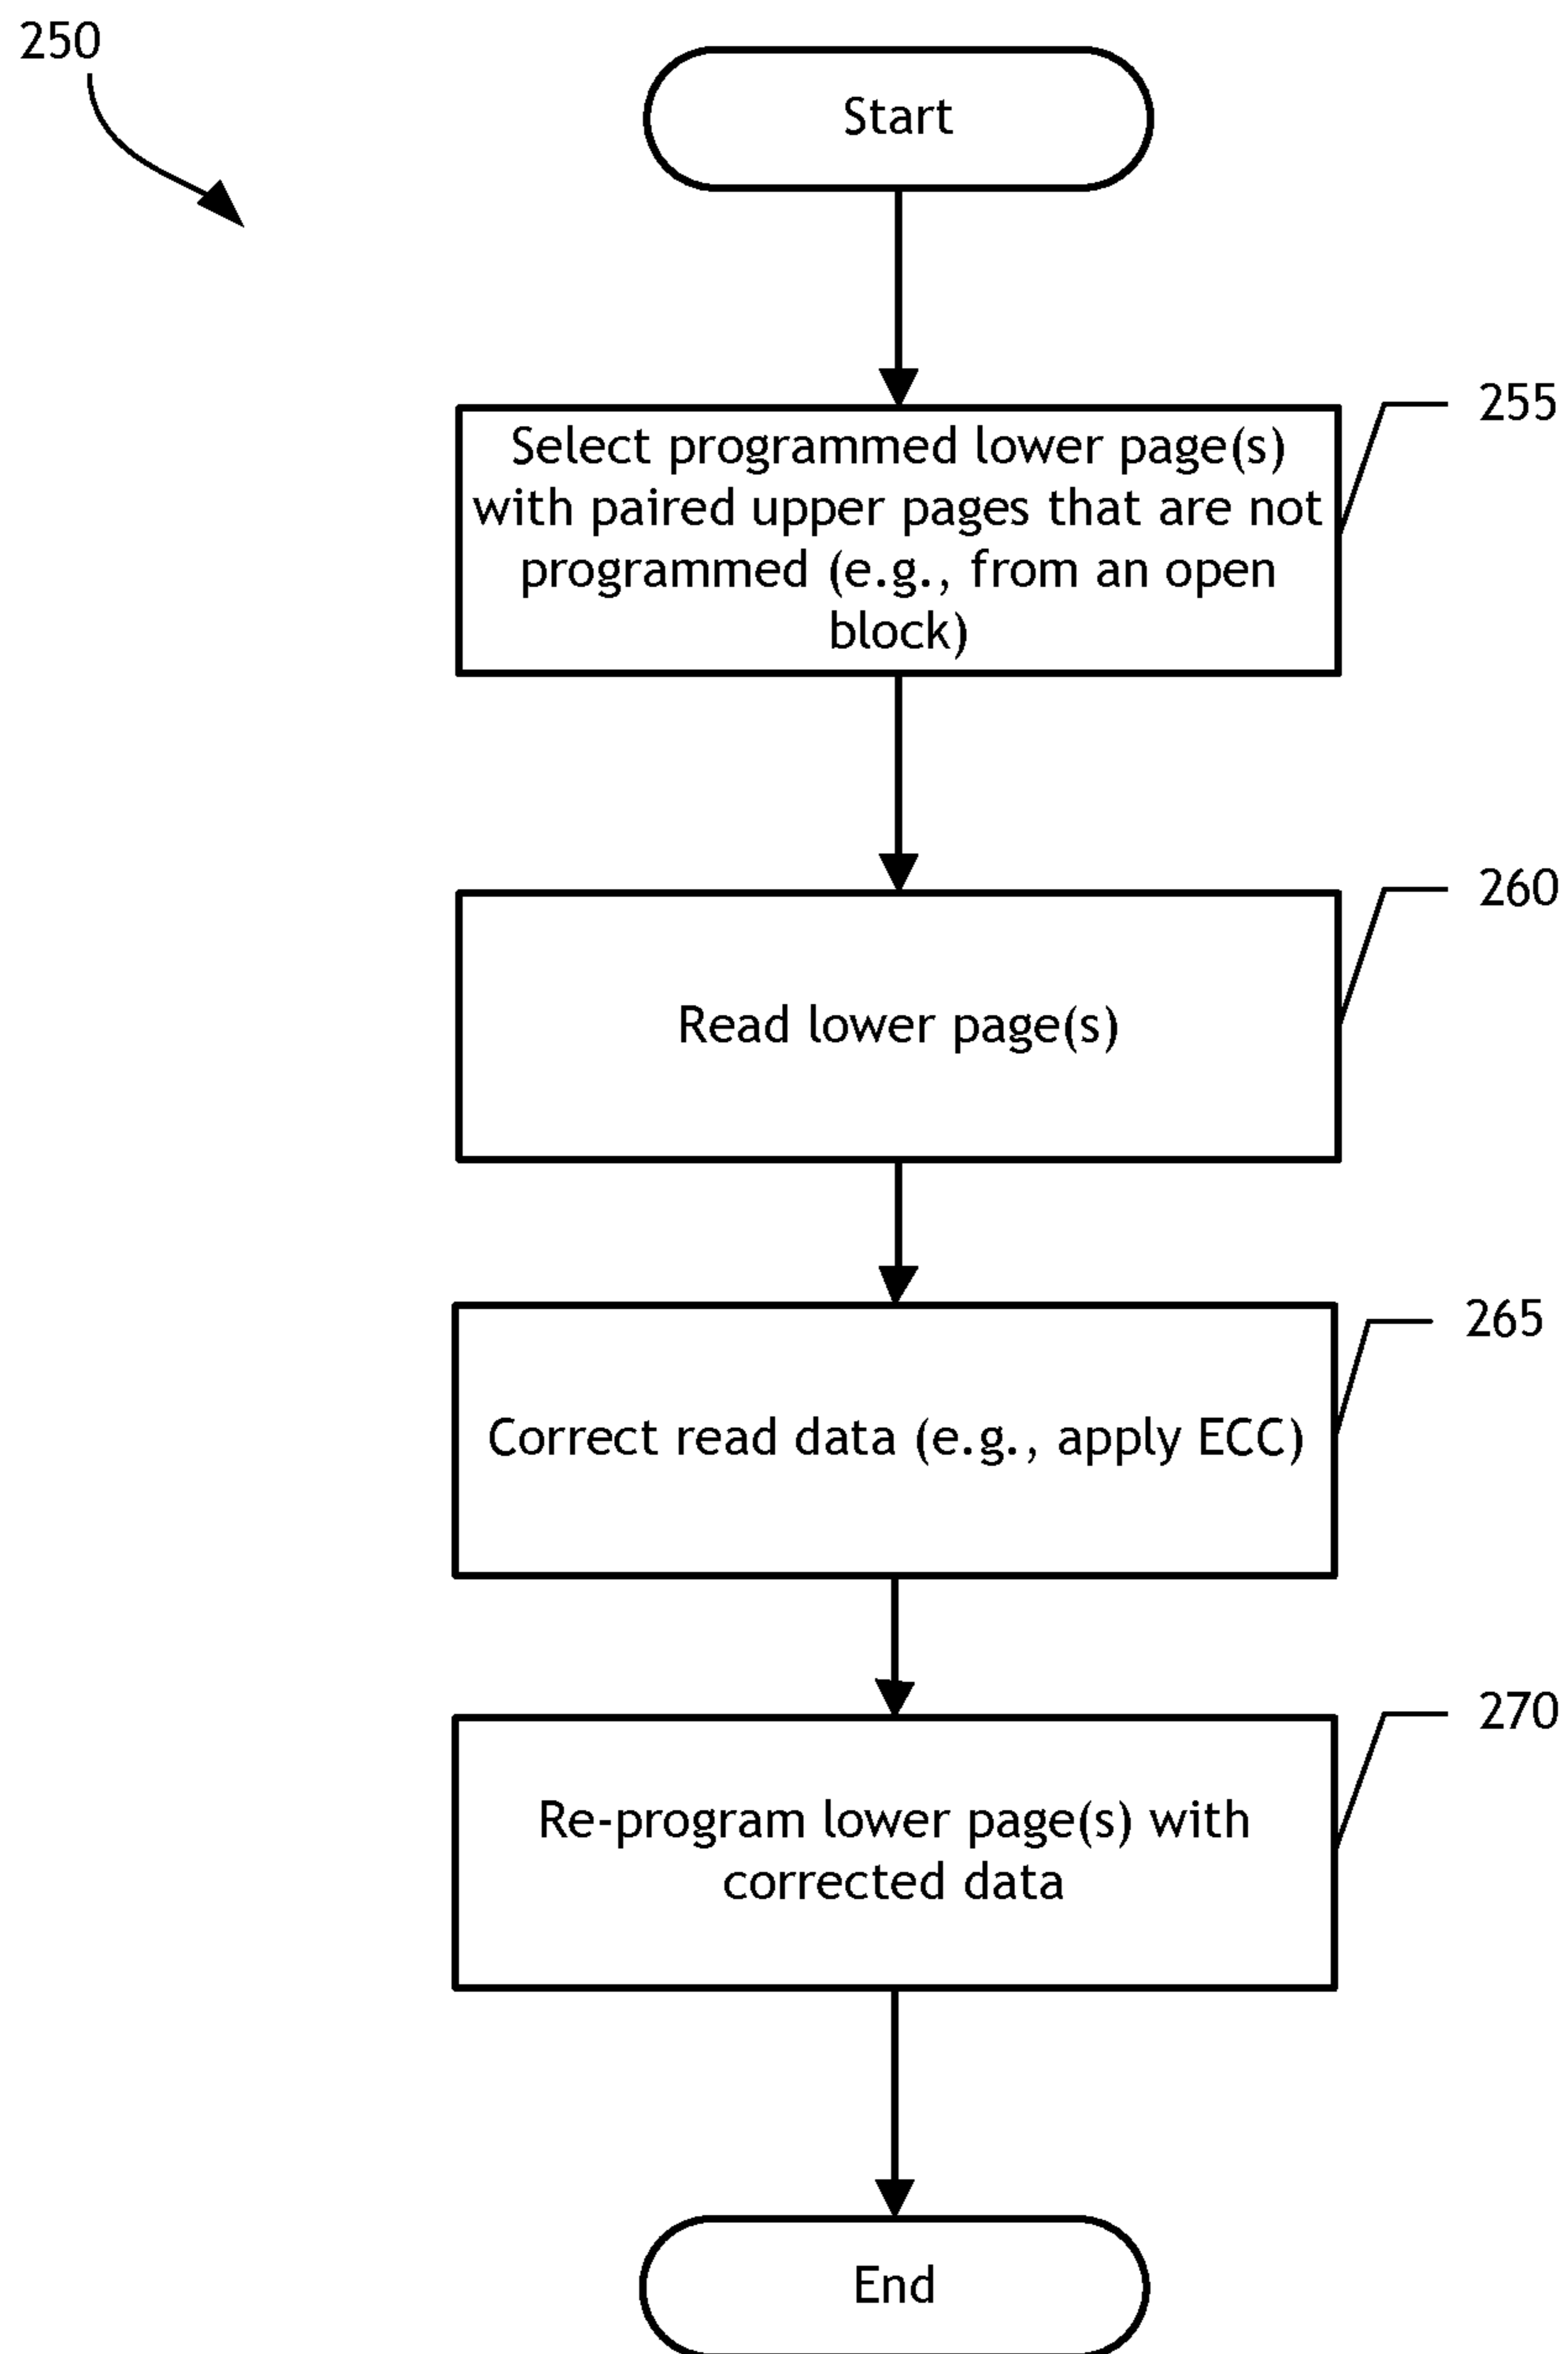 250
Start
255
Select programmed lower page(s)
with paired upper pages that are not
programmed (e.g., from an open
block)
260
Read lower page(s)
265
Correct read data (e.g., apply ECC)
270
Re-program lower page(s) with
corrected data
End